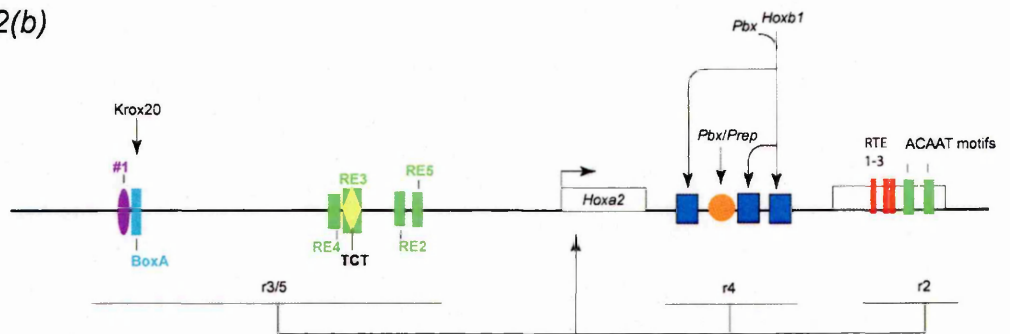 2(b)
Pbx Hoxb1
Krox20
Pbx/Prep
RTE
1-3
ACAAT motifs
#1
RE3
RE5
Hoxa2
RE4
TCT
RE2
BoxA
r3/5
r4
r2